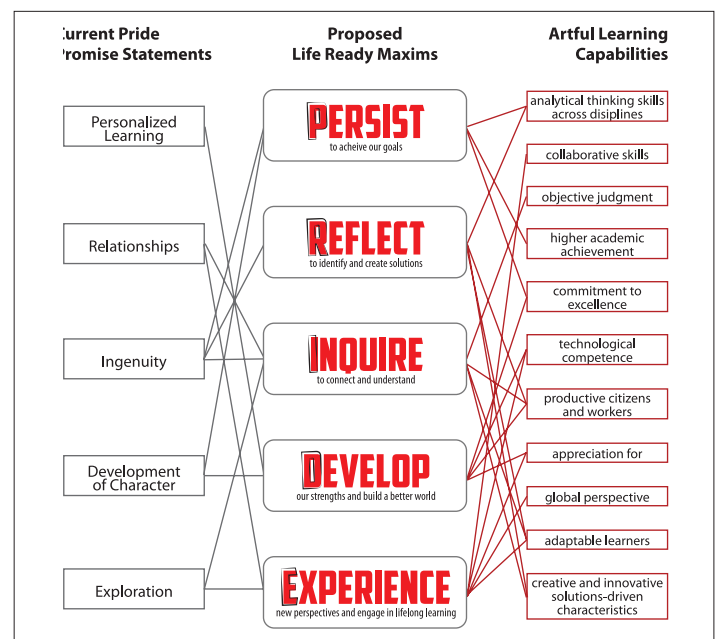 Current Pride
Promise Statements
Personalized
Learning
Relationships
Ingenuity
Development
of Character
Exploration
Proposed
Life Ready Maxims
PERSIST
to acheive our goals
REFLECT
to identify and create solutions
INQUIRE
to connect and understand
DEVELOP
our strengths and build a better world
EXPERIENCE
new perspectives and engage in lifelong learning
Artful Learning
Capabilities
analytical thinking skills
across disiplines
collaborative skills
objective judgment
higher academic
achievement
commitment to
excellence
technological
competence
productive citizens
and workers
appreciation for
global perspective
adaptable learners
creative and innovative
solutions-driven
characteristics